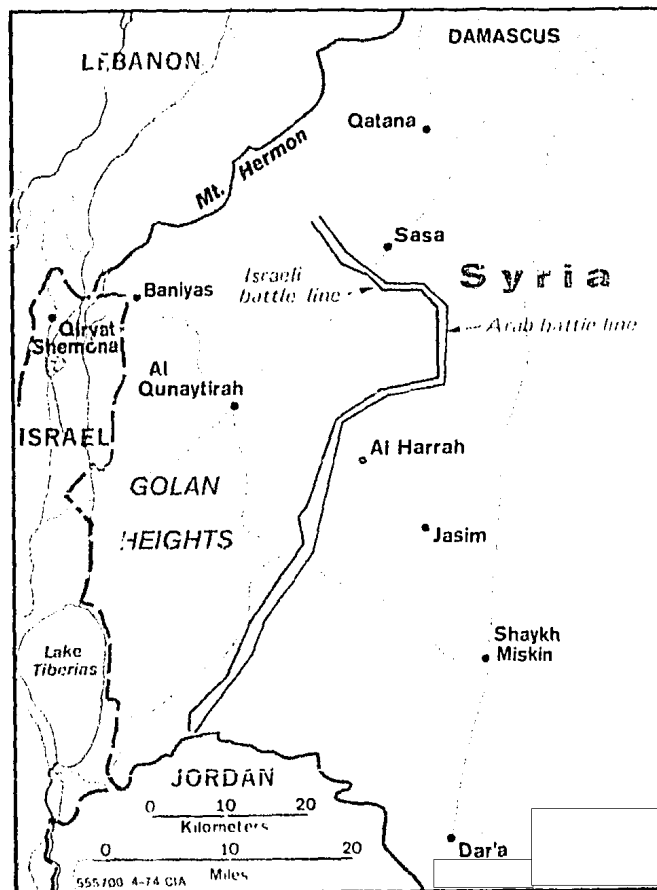 DAMASCUS
LEBANON
Qatana
Mt. Hermon
Sasa
Israeli
battle line
Syria
Arab battle line
Baniyas
Qiryat
Shemona
Al
Qunaytirah
ISRAEL
Al Harrah
GOLAN
HEIGHTS
Jasim
Lake
Tiberias
Shaykh
Miskin
JORDAN
0 10 20
Kilometers
0 10 20
Miles
Dar'a
555700 4-74 CIA